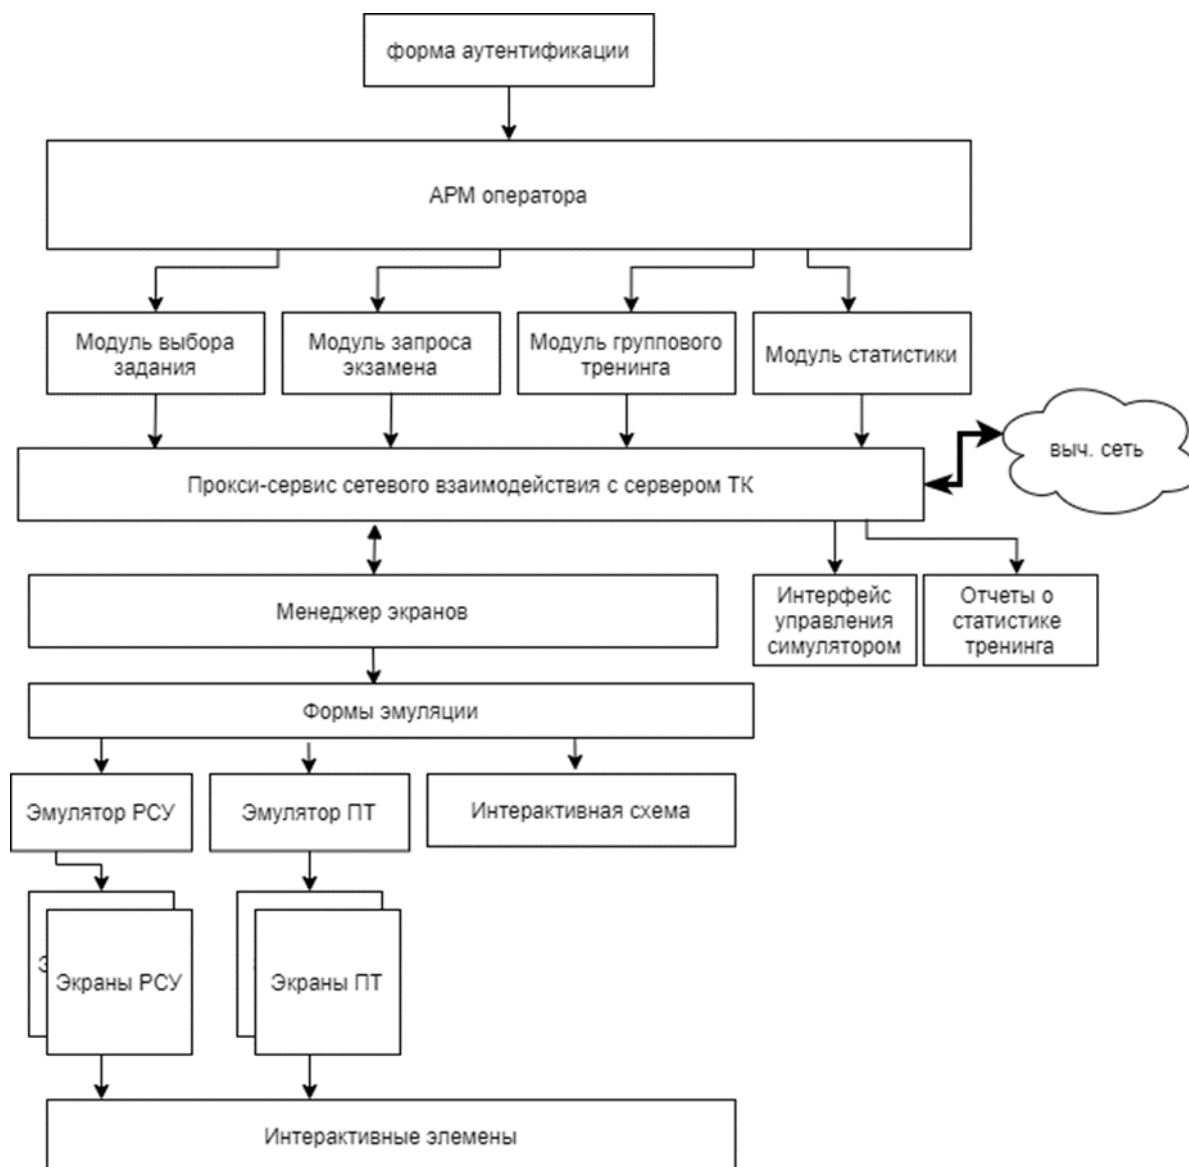 форма аутентификации
АРМ оператора
Модуль выбора
задания
Модуль запроса
экзамена
Модуль группового
тренинга
Модуль статистики
выч. сеть
Прокси-сервис сетевого взаимодействия с сервером ТК
Менеджер экранов
Интерфейс
управления
симулятором
Отчеты о
статистике
тренинга
Формы эмуляции
Эмулятор РСУ
Эмулятор ПТ
Интерактивная схема
Экраны РСУ
Экраны ПТ
Интерактивные элемены